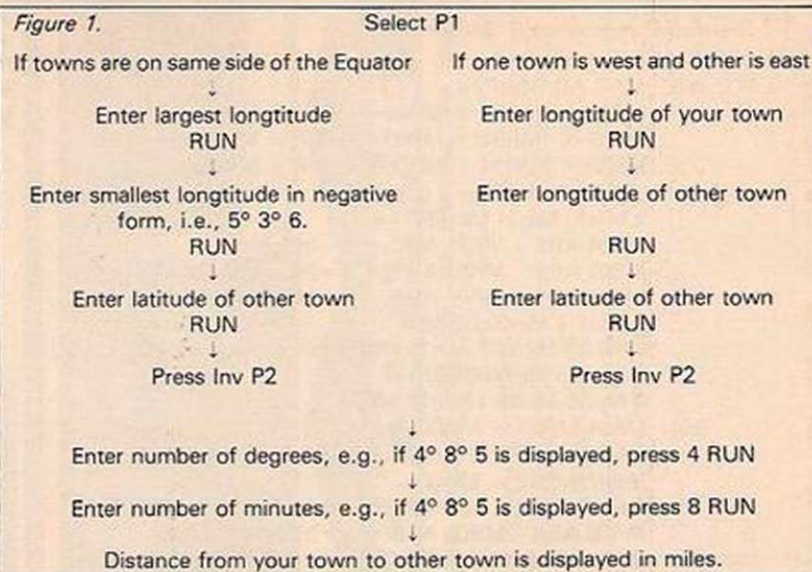 Figure 1.
Select P1
If towns are on same side of the Equator
↓
Enter largest longtitude
RUN
↓
Enter smallest longtitude in negative
form, i.e., 5° 3° 6.
RUN
↓
Enter latitude of other town
RUN
↓
Press Inv P2
If one town is west and other is east
↓
Enter longtitude of your town
RUN
↓
Enter longtitude of other town
RUN
↓
Enter latitude of other town
RUN
↓
Press Inv P2
↓
Enter number of degrees, e.g., if 4° 8° 5 is displayed, press 4 RUN
↓
Enter number of minutes, e.g., if 4° 8° 5 is displayed, press 8 RUN
↓
Distance from your town to other town is displayed in miles.